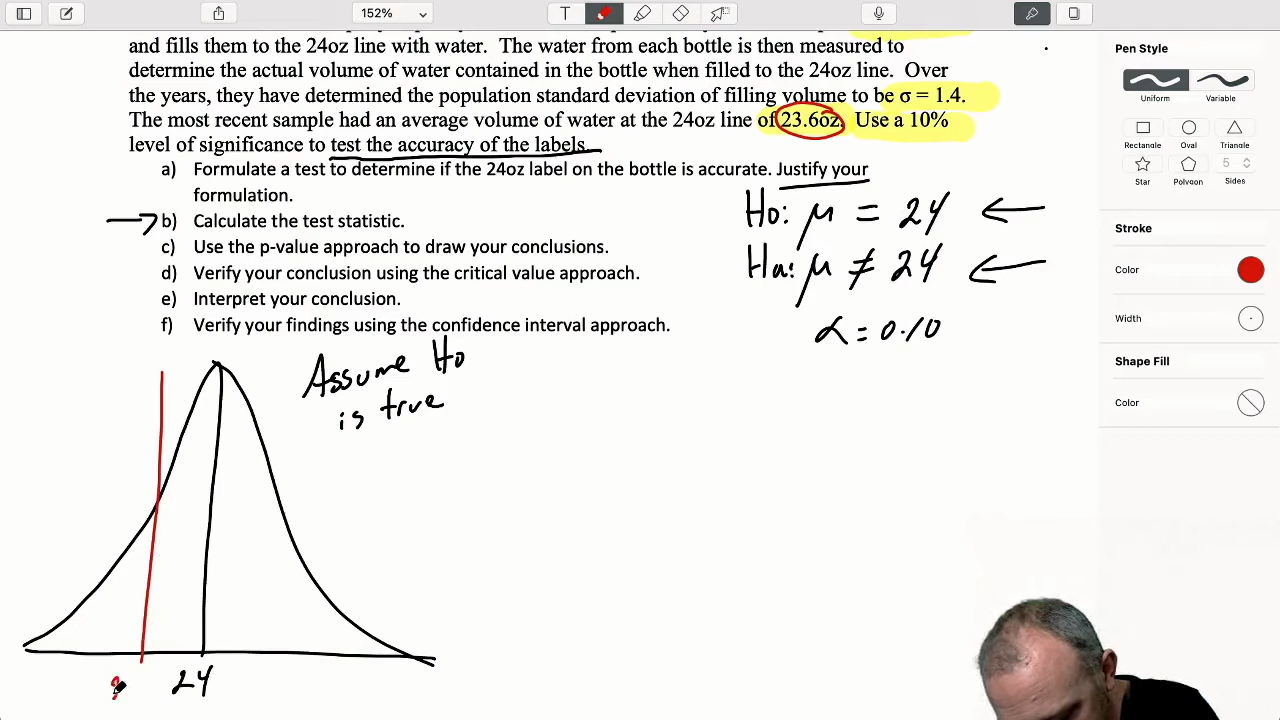 152%
T
and fills them to the 24oz line with water. The water from each bottle is then measured to
determine the actual volume of water contained in the bottle when filled to the 24oz line. Over
the years, they have determined the population standard deviation of filling volume to be σ = 1.4.
The most recent sample had an average volume of water at the 24oz line of 23.6oz. Use a 10%
level of significance to test the accuracy of the labels.
a) Formulate a test to determine if the 24oz label on the bottle is accurate. Justify your
formulation.
b) Calculate the test statistic.
c) Use the p-value approach to draw your conclusions.
d) Verify your conclusion using the critical value approach.
e) Interpret your conclusion.
f) Verify your findings using the confidence interval approach.
Ho: μ = 24
Ha: μ ≠ 24
α = 0.10
Assume Ho
is true
24
Pen Style
Uniform Variable
Rectangle Oval Triangle
5
Star Polygon Sides
Stroke
Color
Width
Shape Fill
Color